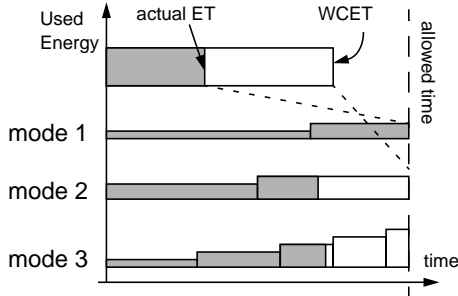 Used
Energy
actual ET
WCET
allowed time
mode 1
mode 2
mode 3
time